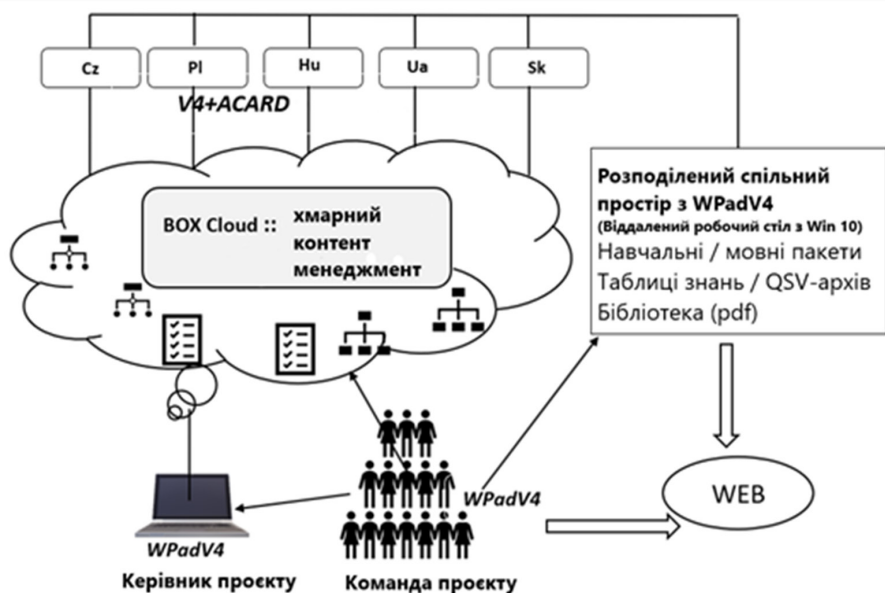 Cz
Pl
Hu
Ua
Sk
V4+ACARD
BOX Cloud :: хмарний
контент
менеджмент
Розподілений спільний
простір з WPadV4
(Віддалений робочий стіл з Win 10)
Навчальні / мовні пакети
Таблиці знань / QSV-архів
Бібліотека (pdf)
WPadV4
WEB
WPadV4
Керівник проєкту
Команда проєкту